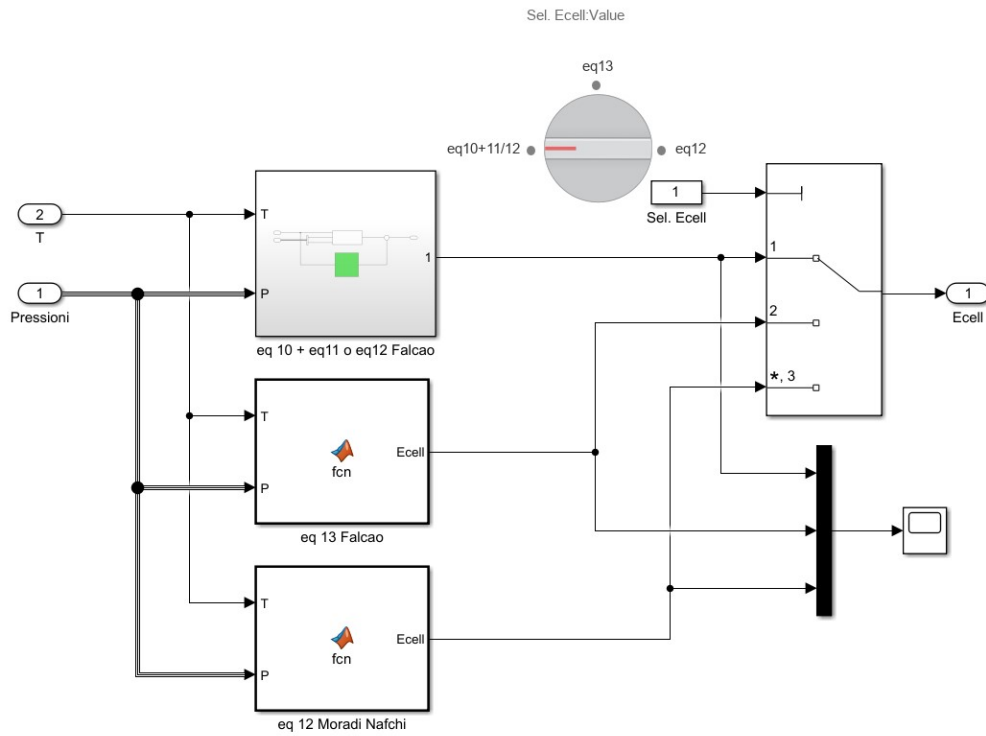 Sel. Ecell:Value
eq13
eq10+11/12
eq12
1
Sel. Ecell
2
T
T
1
1
Pressioni
P
eq 10 + eq11 o eq12 Falcao
1
2
*, 3
1
Ecell
T
Ecell
fcn
P
eq 13 Falcao
T
Ecell
fcn
P
eq 12 Moradi Nafchi